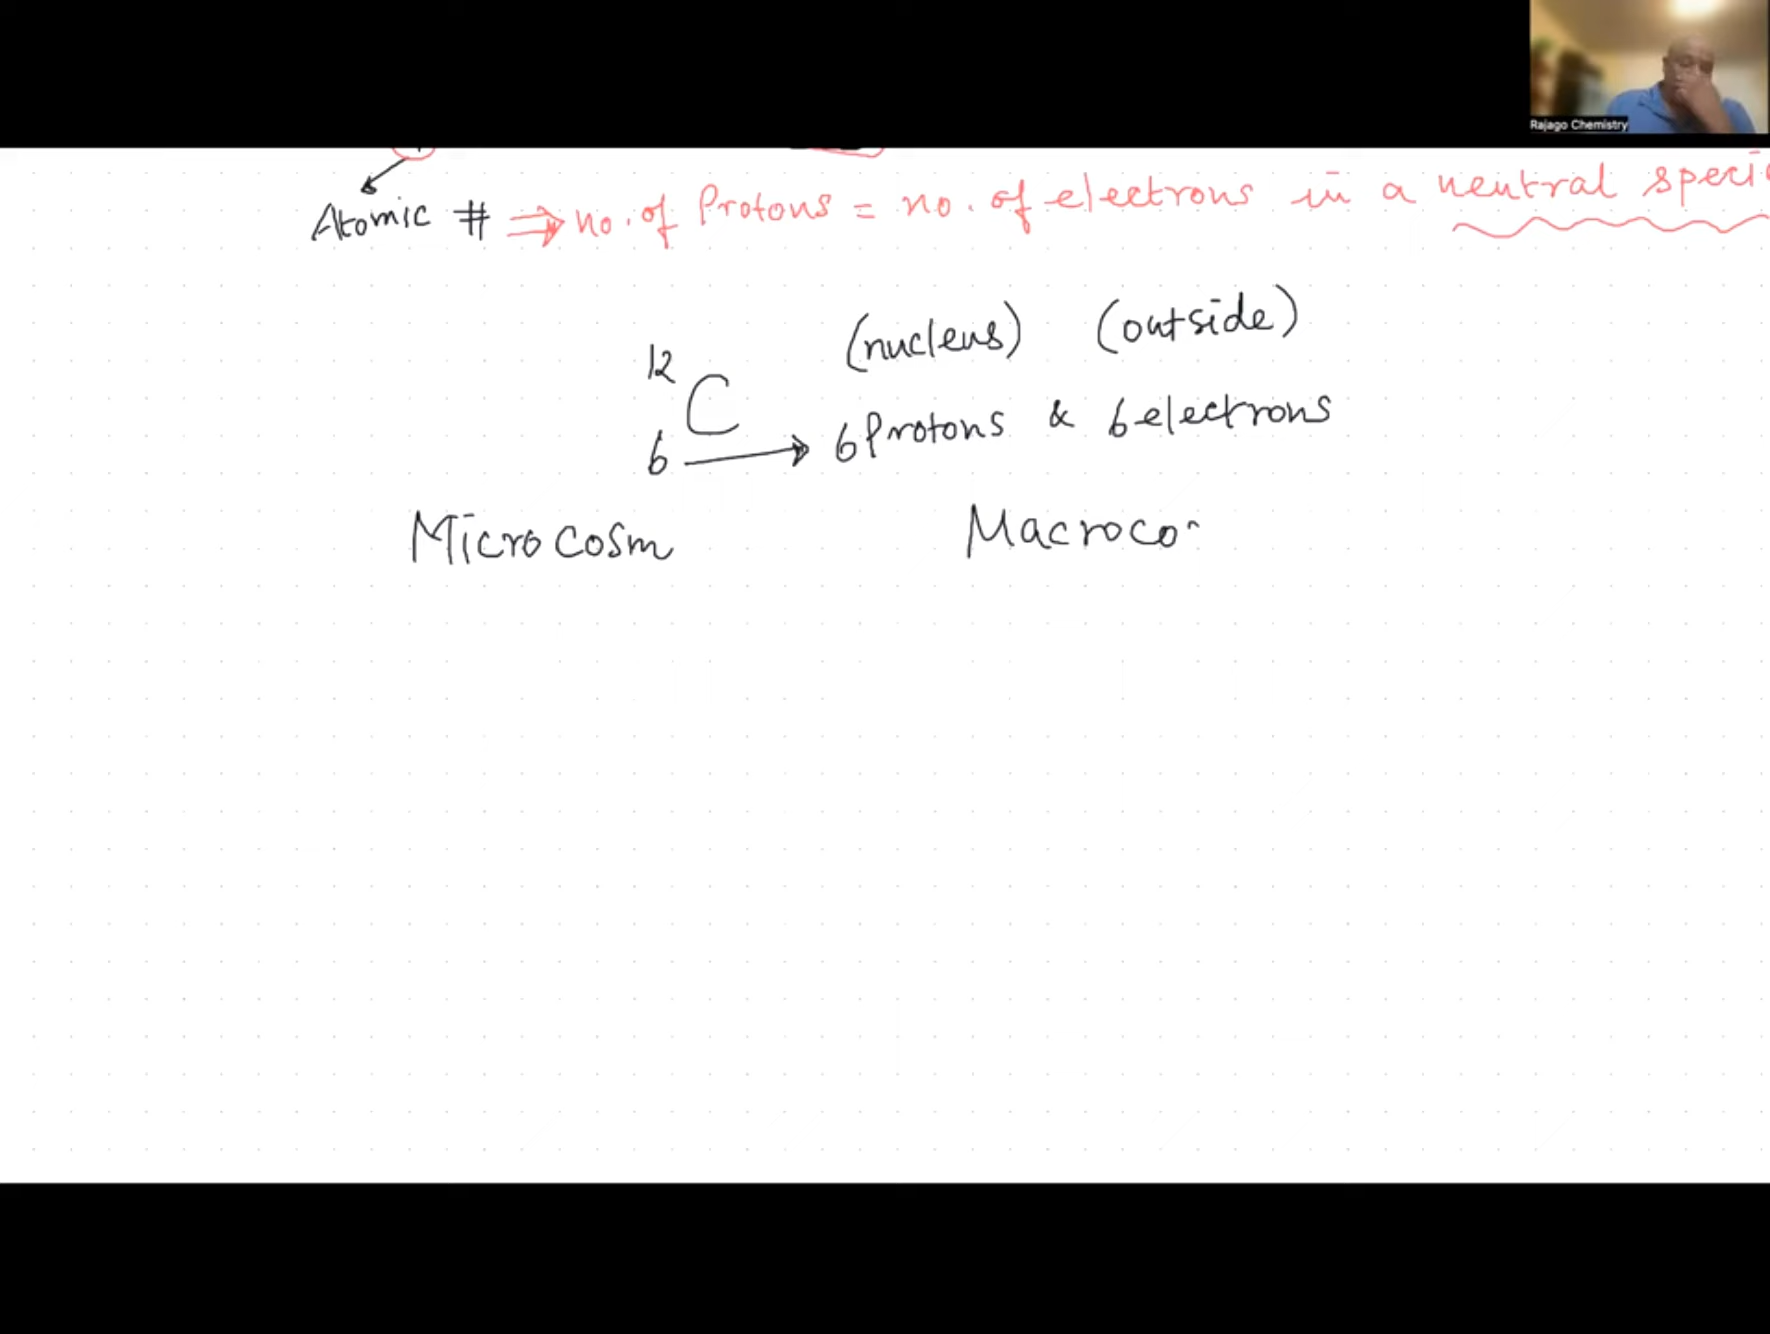 Rajago Chemistry
Atomic # ⇒ no. of Protons = no. of electrons in a neutral speci
(nucleus) (outside)
12
C
6 → 6 Protons & 6 electrons
Microcosm Macroco